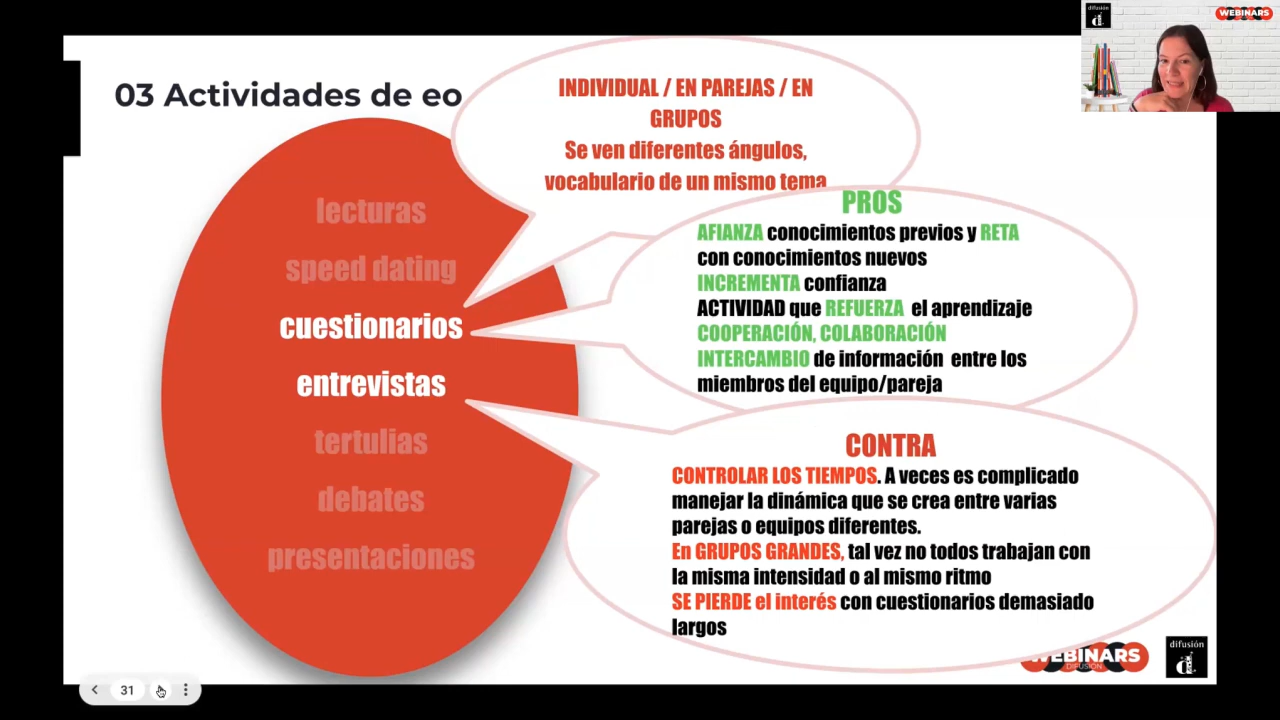 03 Actividades de eo
INDIVIDUAL / EN PAREJAS / EN
GRUPOS
Se ven diferentes ángulos,
vocabulario de un mismo tema
lecturas
speed dating
cuestionarios
entrevistas
tertulias
debates
presentaciones
PROS
AFIANZA conocimientos previos y RETA
con conocimientos nuevos
INCREMENTA confianza
ACTIVIDAD que REFUERZA el aprendizaje
COOPERACIÓN, COLABORACIÓN
INTERCAMBIO de información entre los
miembros del equipo/pareja
CONTRA
CONTROLAR LOS TIEMPOS. A veces es complicado
manejar la dinámica que se crea entre varias
parejas o equipos diferentes.
En GRUPOS GRANDES, tal vez no todos trabajan con
la misma intensidad o al mismo ritmo
SE PIERDE el interés con cuestionarios demasiado
largos
WEBINARS
DIFUSIÓN
difusión
d
31
difusión
d
WEBINARS